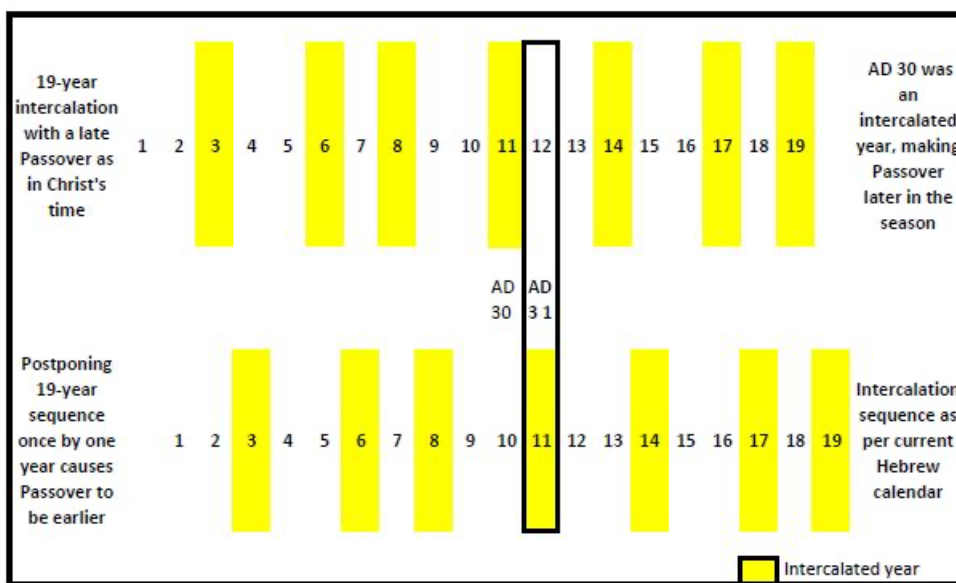 19-year
intercalation
with a late
Passover as
in Christ's
time
1 2 3 4 5 6 7 8 9 10 11 12 13 14 15 16 17 18 19
AD 30 was
an
intercalated
year, making
Passover
later in the
season
AD AD
30 3 1
Postponing
19-year
sequence
once by one
year causes
Passover to
be earlier
1 2 3 4 5 6 7 8 9 10 11 12 13 14 15 16 17 18 19
Intercalation
sequence as
per current
Hebrew
calendar
Intercalated year